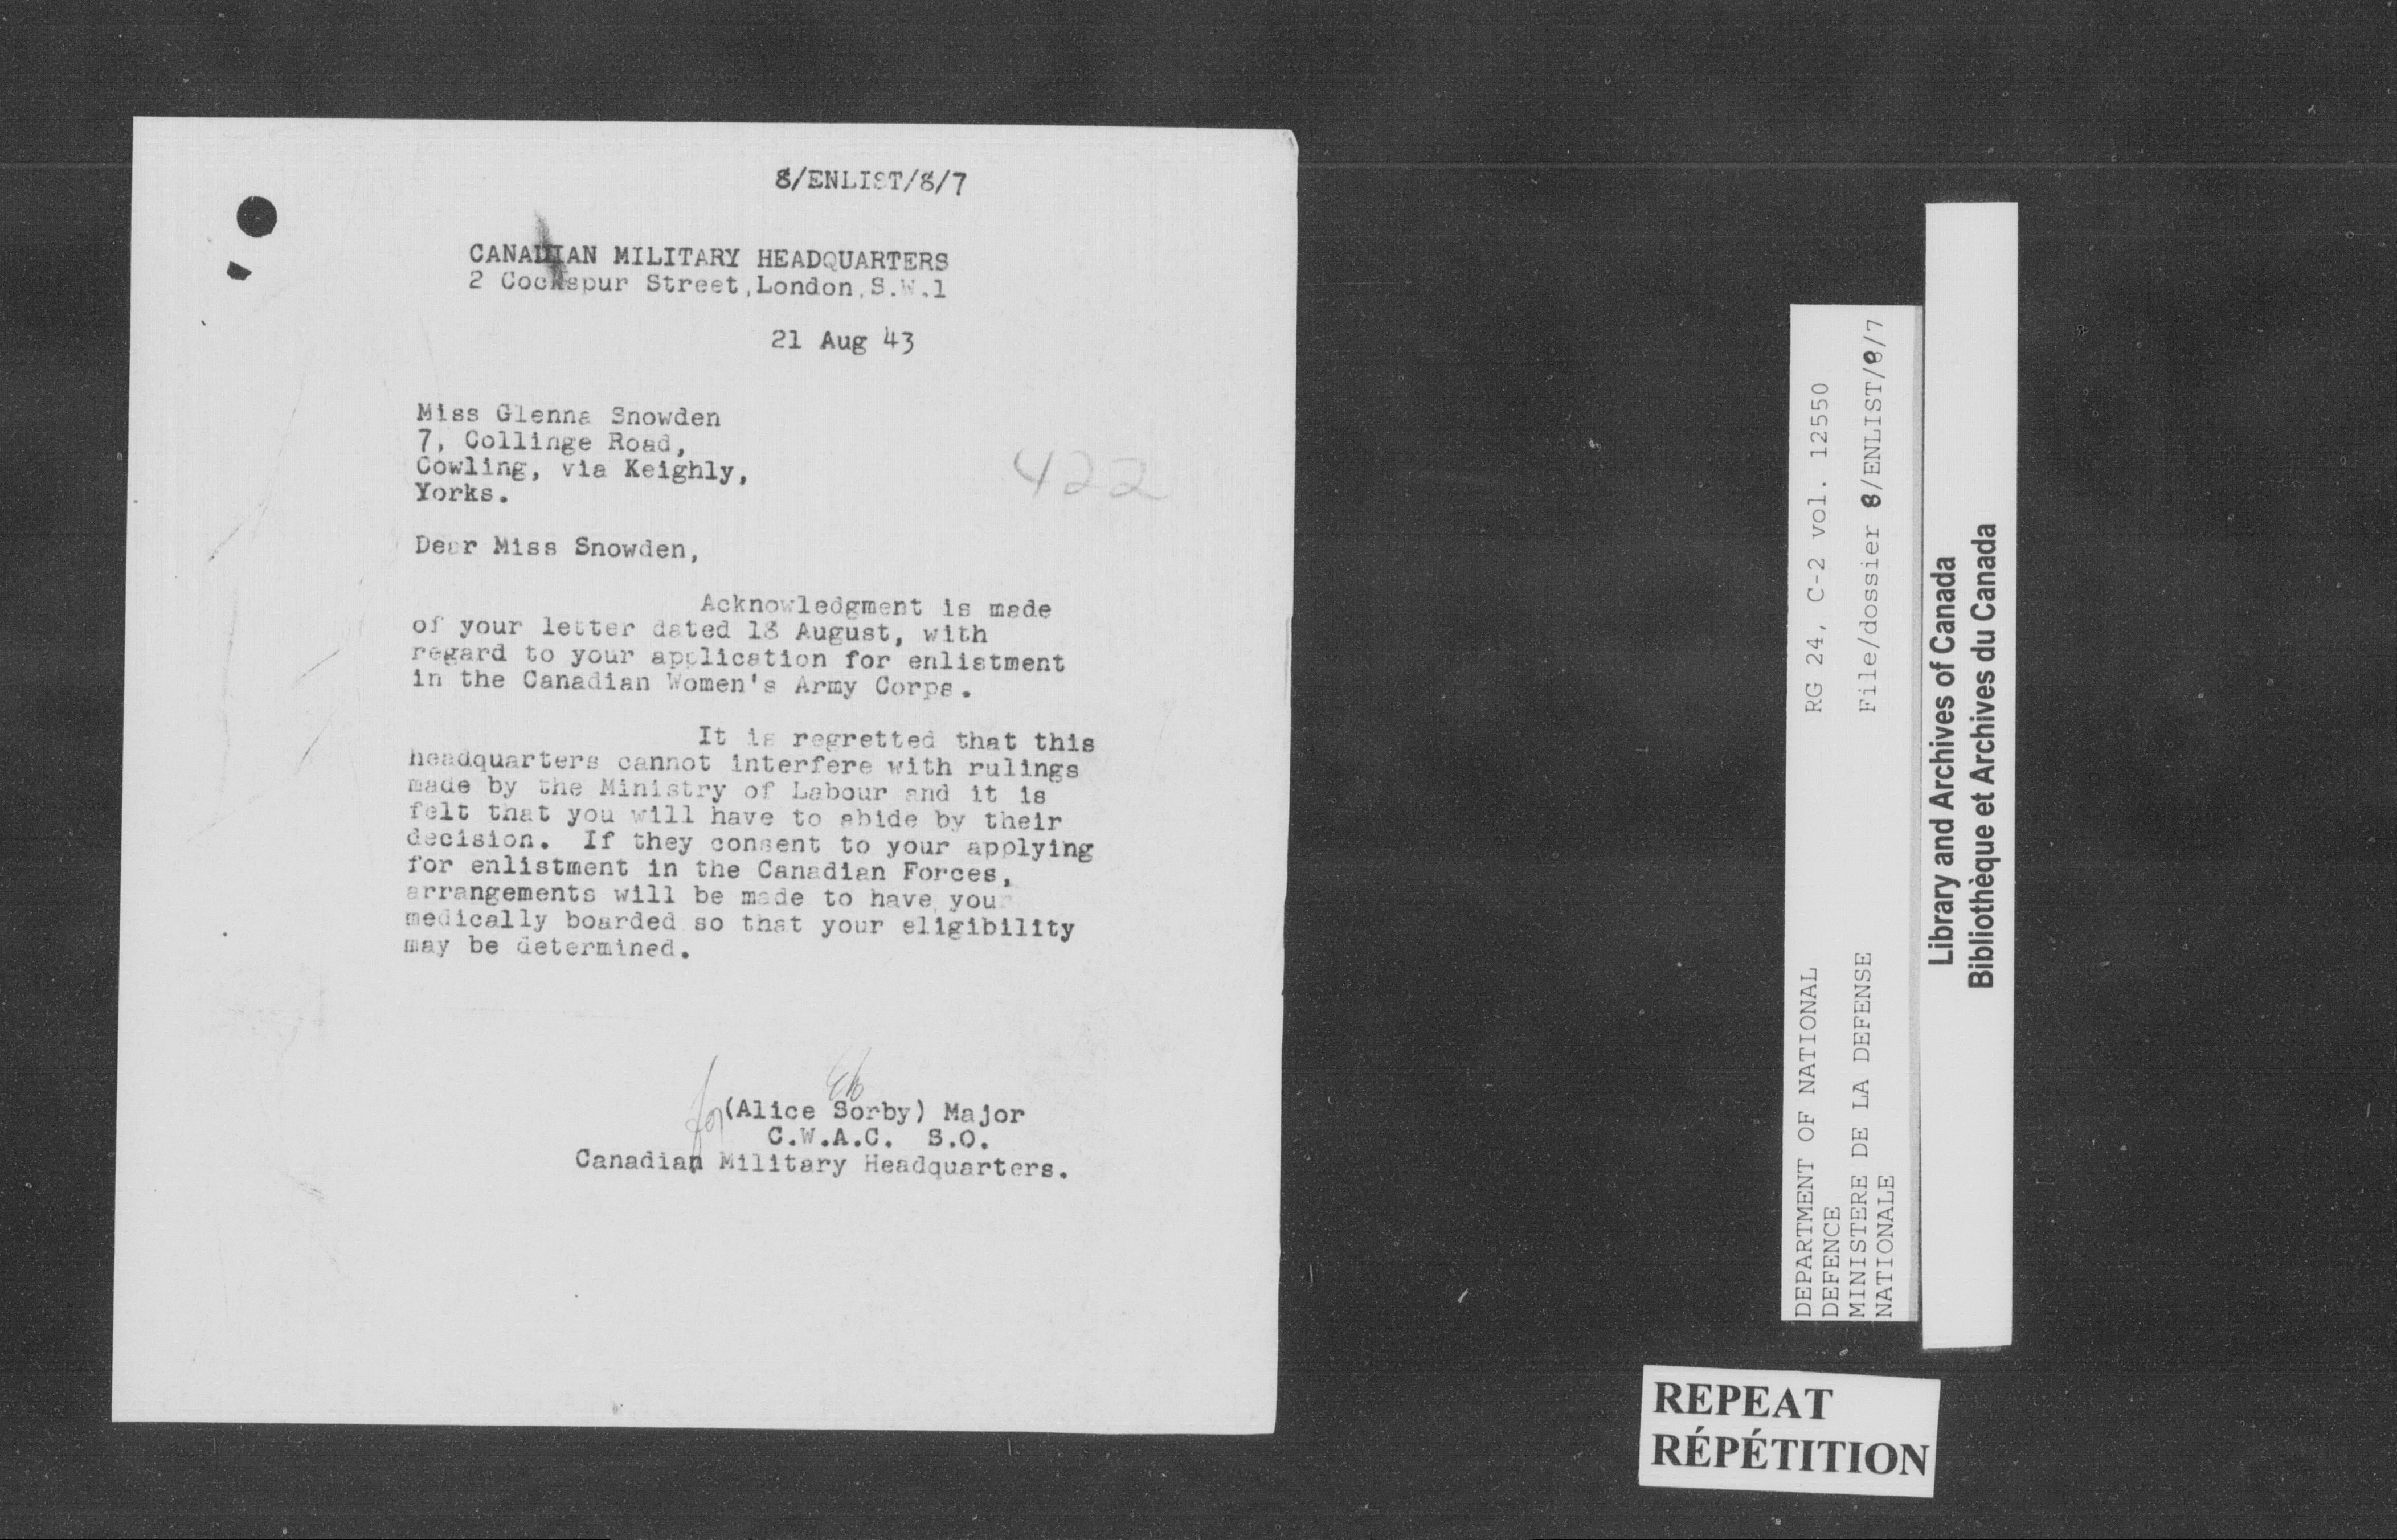 8/ENLIST/8/7
CANADIAN MILITARY HEADQUARTERS
2 Cockspur Street,London,S.W.1
21 Aug 43
Miss Glenna Snowden
7, Collinge Road,
Cowling, via Keighly,
Yorks.
422
Dear Miss Snowden,
Acknowledgment is made
of your letter dated 18 August, with
regard to your application for enlistment
in the Canadian Women's Army Corps.
It is regretted that this
headquarters cannot interfere with rulings
made by the Ministry of Labour and it is
felt that you will have to abide by their
decision. If they consent to your applying
for enlistment in the Canadian Forces,
arrangements will be made to have you
medically boarded so that your eligibility
may be determined.
for (Alice Sorby) Major
C.W.A.C. S.O.
Canadian Military Headquarters.
DEPARTMENT OF NATIONAL
DEFENCE
MINISTERE DE LA DEFENSE
NATIONALE
RG 24, C-2 vol. 12550
File/dossier 8/ENLIST/8/7
Library and Archives of Canada
Bibliothèque et Archives du Canada
REPEAT
RÉPÉTITION